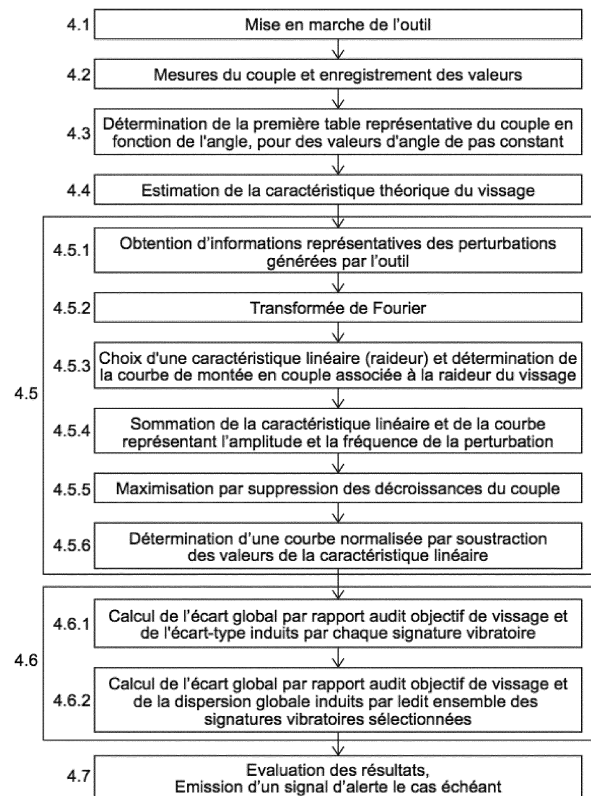 4.1 Mise en marche de l'outil
4.2 Mesures du couple et enregistrement des valeurs
4.3 Détermination de la première table représentative du couple en
fonction de l'angle, pour des valeurs d'angle de pas constant
4.4 Estimation de la caractéristique théorique du vissage
4.5
4.5.1 Obtention d'informations représentatives des perturbations
générées par l'outil
4.5.2 Transformée de Fourier
4.5.3 Choix d'une caractéristique linéaire (raideur) et détermination de
la courbe de montée en couple associée à la raideur du vissage
4.5.4 Sommation de la caractéristique linéaire et de la courbe
représentant l'amplitude et la fréquence de la perturbation
4.5.5 Maximisation par suppression des décroissances du couple
4.5.6 Détermination d'une courbe normalisée par soustraction
des valeurs de la caractéristique linéaire
4.6
4.6.1 Calcul de l'écart global par rapport audit objectif de vissage et
de l'écart-type induits par chaque signature vibratoire
4.6.2 Calcul de l'écart global par rapport audit objectif de vissage et
de la dispersion globale induits par ledit ensemble des
signatures vibratoires sélectionnées
4.7 Evaluation des résultats,
Emission d'un signal d'alerte le cas échéant